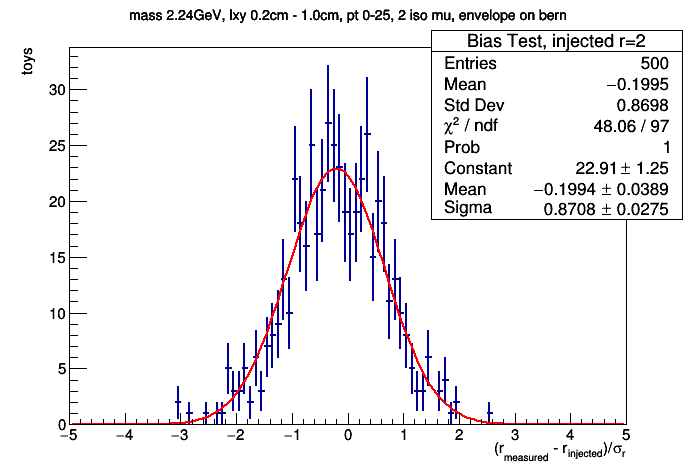 mass 2.24GeV, lxy 0.2cm - 1.0cm, pt 0-25, 2 iso mu, envelope on bern
Bias Test, injected r=2
Entries 500
Mean −0.1995
Std Dev 0.8698
χ² / ndf 48.06 / 97
Prob 1
Constant 22.91 ± 1.25
Mean −0.1994 ± 0.0389
Sigma 0.8708 ± 0.0275
toys
30
25
20
15
10
5
0
−5 −4 −3 −2 −1 0 1 2 3 4 5
(r_measured - r_injected)/σ_r